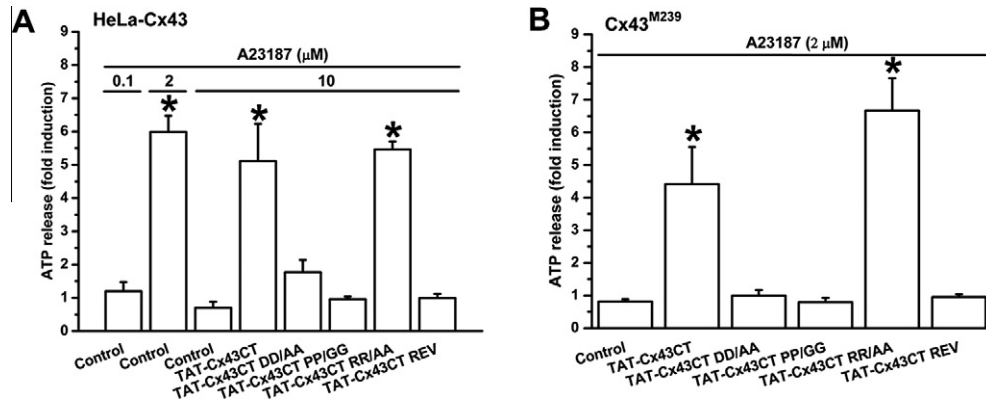 A
HeLa-Cx43
A23187 (μM)
0.1
2
10
*
*
*
ATP release (fold induction)
9
8
7
6
5
4
3
2
1
0
Control
Control
Control
TAT-Cx43CT
TAT-Cx43CT DD/AA
TAT-Cx43CT PP/GG
TAT-Cx43CT RR/AA
TAT-Cx43CT REV
B
Cx43M239
A23187 (2 μM)
*
*
ATP release (fold induction)
9
8
7
6
5
4
3
2
1
0
Control
TAT-Cx43CT
TAT-Cx43CT DD/AA
TAT-Cx43CT PP/GG
TAT-Cx43CT RR/AA
TAT-Cx43CT REV